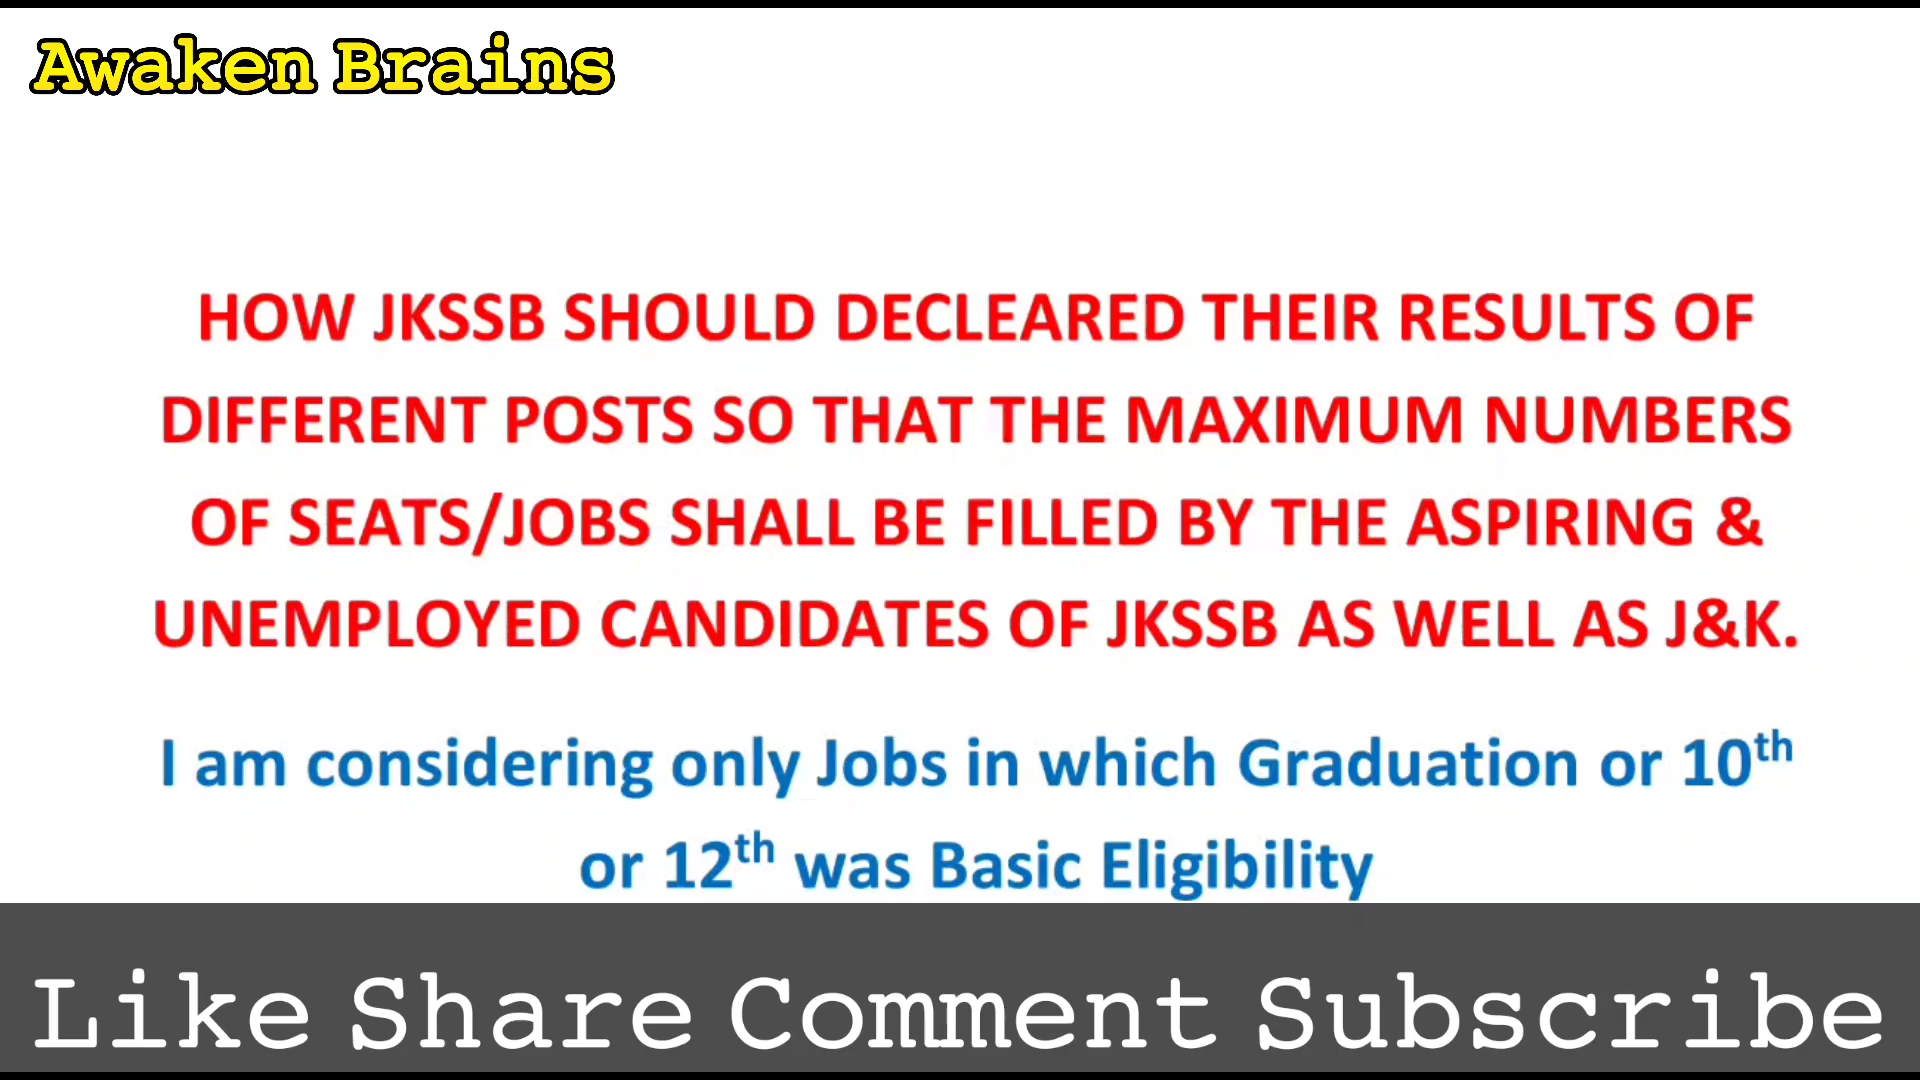 Awaken Brains
HOW JKSSB SHOULD DECLEARED THEIR RESULTS OF
DIFFERENT POSTS SO THAT THE MAXIMUM NUMBERS
OF SEATS/JOBS SHALL BE FILLED BY THE ASPIRING &
UNEMPLOYED CANDIDATES OF JKSSB AS WELL AS J&K.
I am considering only Jobs in which Graduation or 10th
or 12th was Basic Eligibility
Like Share Comment Subscribe